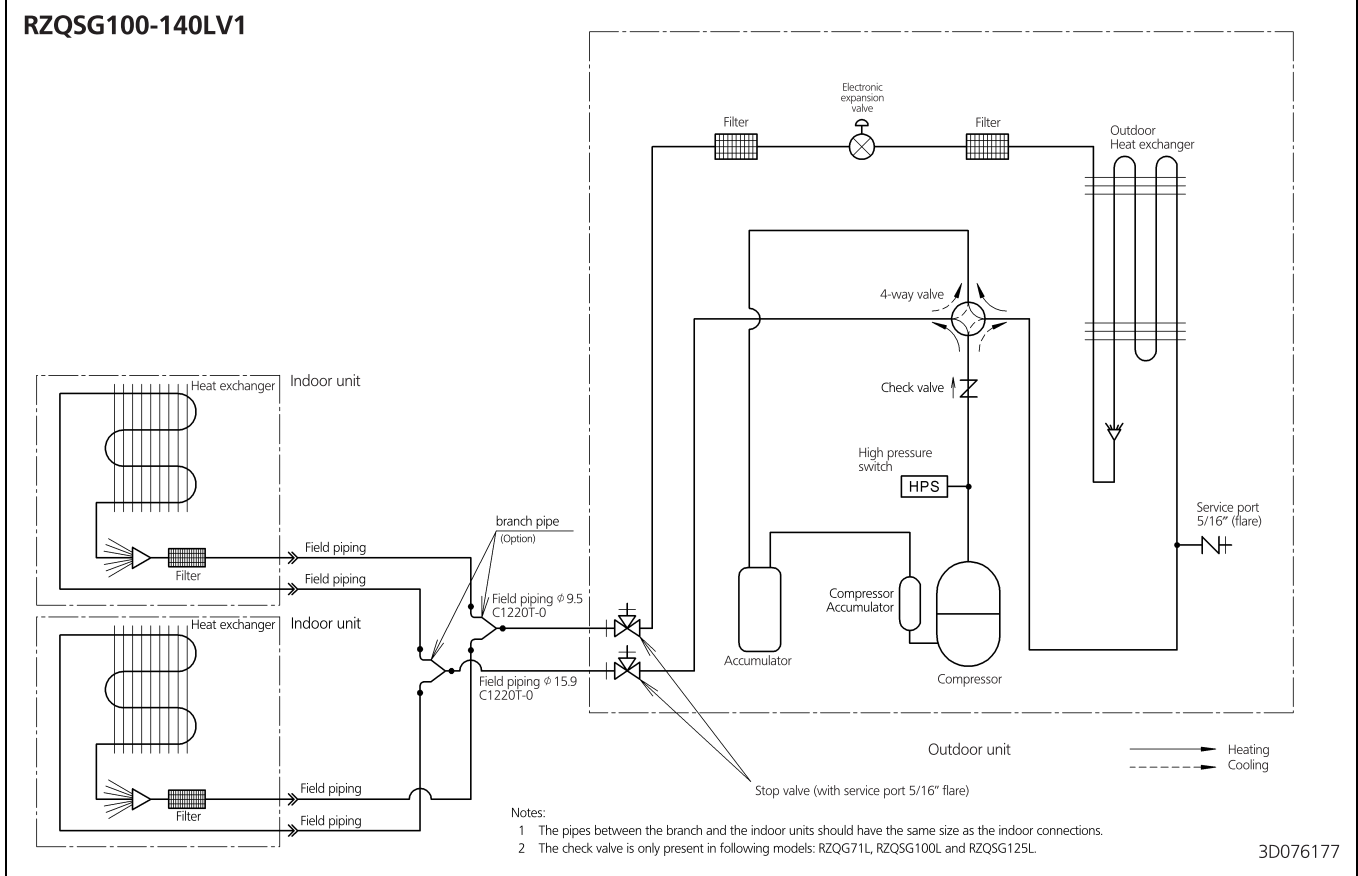 RZQSG100-140LV1
Electronic
expansion
valve
Filter
Filter
Outdoor
Heat exchanger
4-way valve
Check valve
High pressure
switch
HPS
Service port
5/16" (flare)
Heat exchanger
Indoor unit
branch pipe
(Option)
Field piping
Filter
Field piping
Field piping ϕ 9.5
C1220T-0
Compressor
Accumulator
Heat exchanger
Indoor unit
Accumulator
Compressor
Field piping ϕ 15.9
C1220T-0
Outdoor unit
Heating
Cooling
Field piping
Filter
Field piping
Stop valve (with service port 5/16" flare)
Notes:
1 The pipes between the branch and the indoor units should have the same size as the indoor connections.
2 The check valve is only present in following models: RZQG71L, RZQSG100L and RZQSG125L.
3D076177